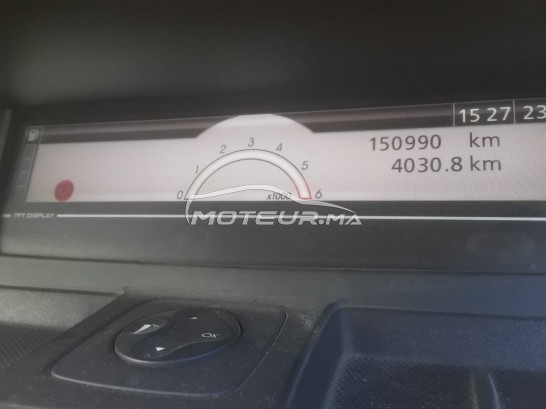 15 27 23
150990 km
4030.8 km
0 1 2 3 4 5 6
x1000
MOTEUR.MA
TFT DISPLAY
OK